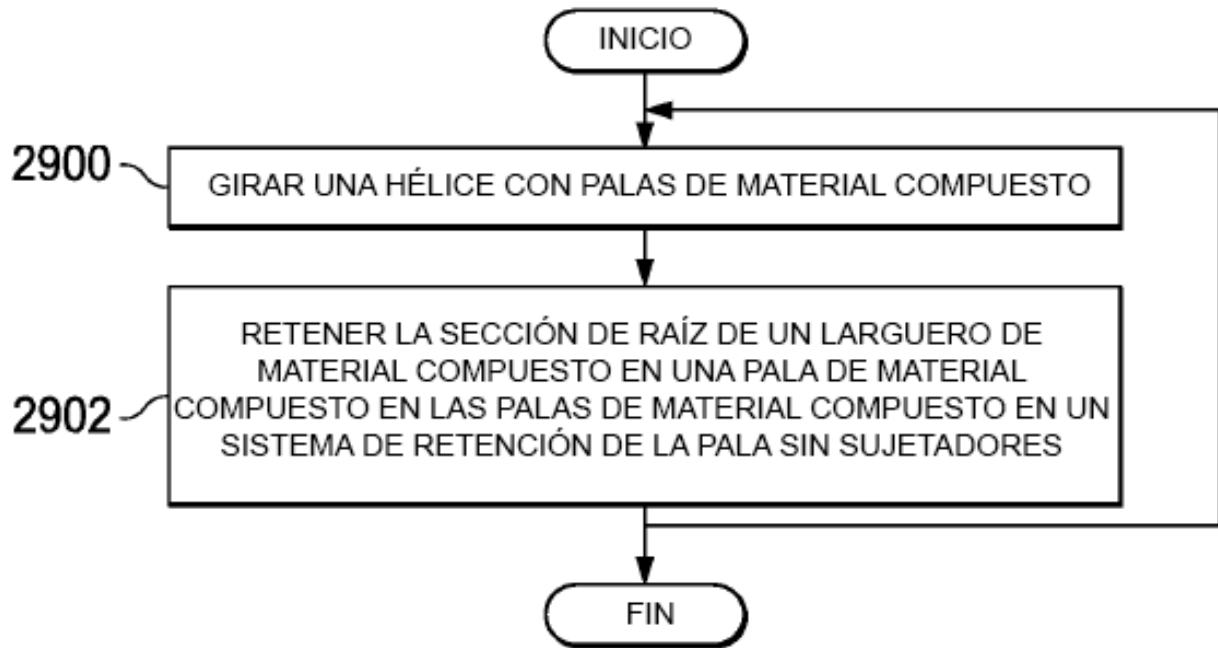 INICIO
2900
GIRAR UNA HÉLICE CON PALAS DE MATERIAL COMPUESTO
RETENER LA SECCIÓN DE RAÍZ DE UN LARGUERO DE
MATERIAL COMPUESTO EN UNA PALA DE MATERIAL
COMPUESTO EN LAS PALAS DE MATERIAL COMPUESTO EN UN
SISTEMA DE RETENCIÓN DE LA PALA SIN SUJETADORES
2902
FIN